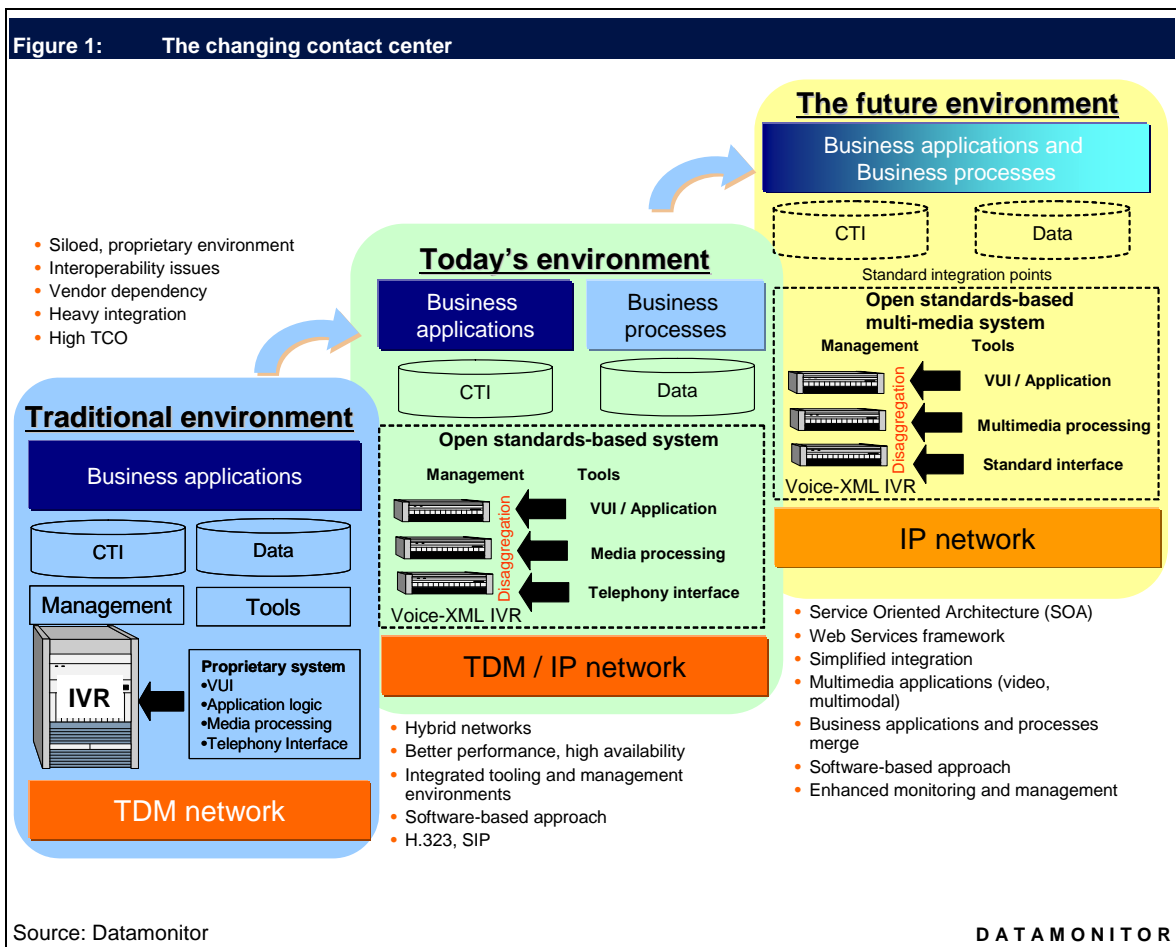 Figure 1: The changing contact center
The future environment
Business applications and
Business processes
CTI
Data
Standard integration points
Open standards-based
multi-media system
Management
Tools
Disaggregation
VUI / Application
Multimedia processing
Standard interface
Voice-XML IVR
IP network
• Service Oriented Architecture (SOA)
• Web Services framework
• Simplified integration
• Multimedia applications (video,
multimodal)
• Business applications and processes
merge
• Software-based approach
• Enhanced monitoring and management
Today's environment
Business
applications
Business
processes
CTI
Data
Open standards-based system
Management
Tools
Disaggregation
VUI / Application
Media processing
Telephony interface
Voice-XML IVR
TDM / IP network
• Hybrid networks
• Better performance, high availability
• Integrated tooling and management
environments
• Software-based approach
• H.323, SIP
• Siloed, proprietary environment
• Interoperability issues
• Vendor dependency
• Heavy integration
• High TCO
Traditional environment
Business applications
CTI
Data
Management
Tools
IVR
Proprietary system
•VUI
•Application logic
•Media processing
•Telephony Interface
TDM network
Source: Datamonitor
DATAMONITOR